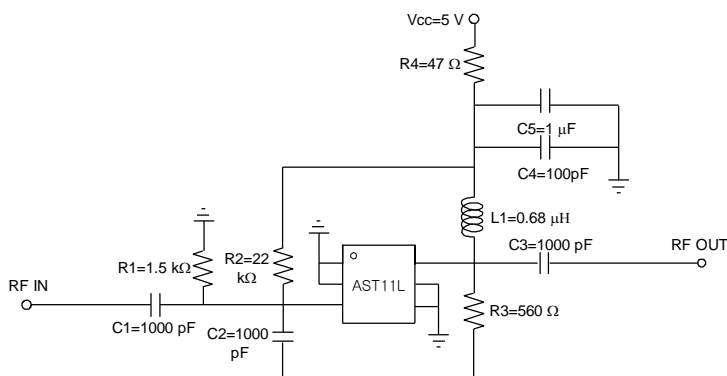 Vcc=5 V
R4=47 Ω
C5=1 μF
C4=100pF
L1=0.68 μH
C3=1000 pF
RF OUT
R2=22
kΩ
R1=1.5 kΩ
AST11L
RF IN
R3=560 Ω
C1=1000 pF
C2=1000
pF